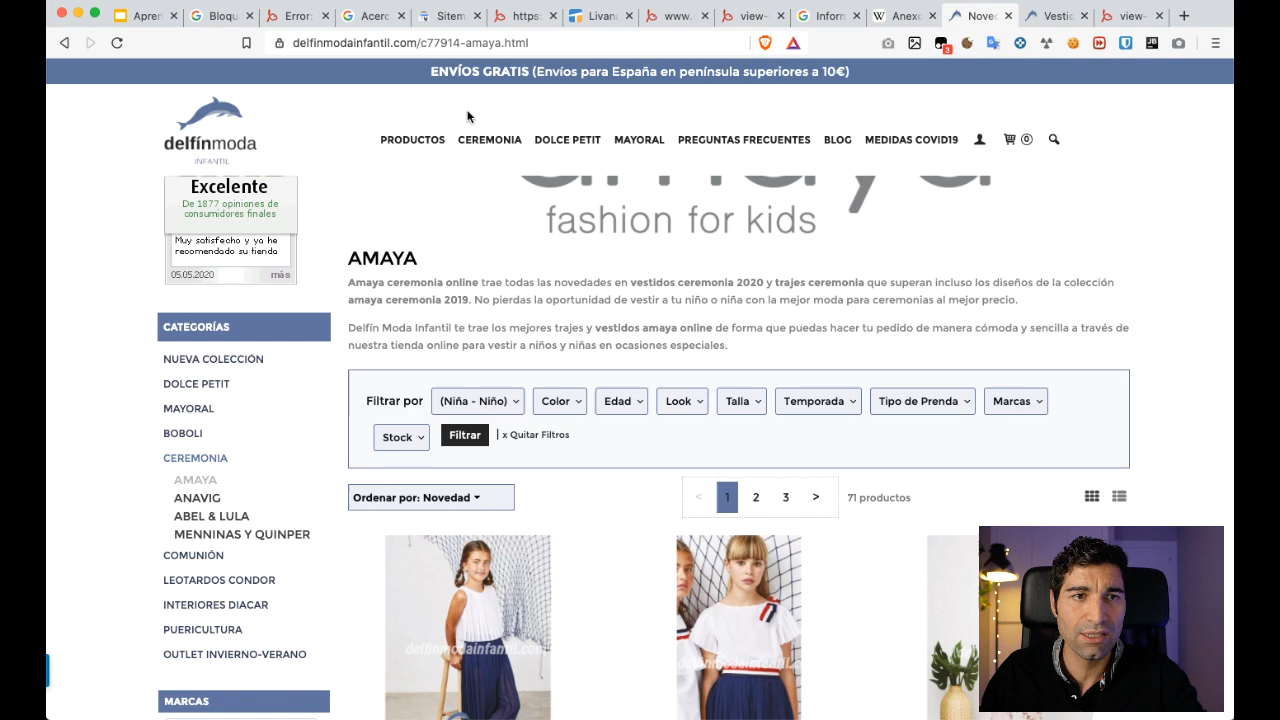 Apren
Bloqu
Error:
Acerc
Sitem
https:
Livan
www.
view-
Inform
Anexc
Nove
Vestic
view-
delfinmodainfantil.com/c77914-amaya.html
3
JB
ENVÍOS GRATIS (Envíos para España en península superiores a 10€)
delfínmoda
INFANTIL
PRODUCTOS CEREMONIA DOLCE PETIT MAYORAL PREGUNTAS FRECUENTES BLOG MEDIDAS COVID19 0
amaya
fashion for kids
Excelente
De 1877 opiniones de
consumidores finales
Muy satisfecho y ya he
recomendado su tienda
05.05.2020 más
AMAYA
Amaya ceremonia online trae todas las novedades en vestidos ceremonia 2020 y trajes ceremonia que superan incluso los diseños de la colección
amaya ceremonia 2019. No pierdas la oportunidad de vestir a tu niño o niña con la mejor moda para ceremonias al mejor precio.
Delfín Moda Infantil te trae los mejores trajes y vestidos amaya online de forma que puedas hacer tu pedido de manera cómoda y sencilla a través de
nuestra tienda online para vestir a niños y niñas en ocasiones especiales.
CATEGORÍAS
NUEVA COLECCIÓN
DOLCE PETIT
MAYORAL
BOBOLI
CEREMONIA
AMAYA
ANAVIG
ABEL & LULA
MENNINAS Y QUINPER
COMUNIÓN
LEOTARDOS CONDOR
INTERIORES DIACAR
PUERICULTURA
OUTLET INVIERNO-VERANO
MARCAS
Filtrar por (Niña - Niño) Color Edad Look Talla Temporada Tipo de Prenda Marcas
Stock Filtrar | x Quitar Filtros
Ordenar por: Novedad < 1 2 3 > 71 productos
delfinmodainfantil.com
delfinmodainfantil.com